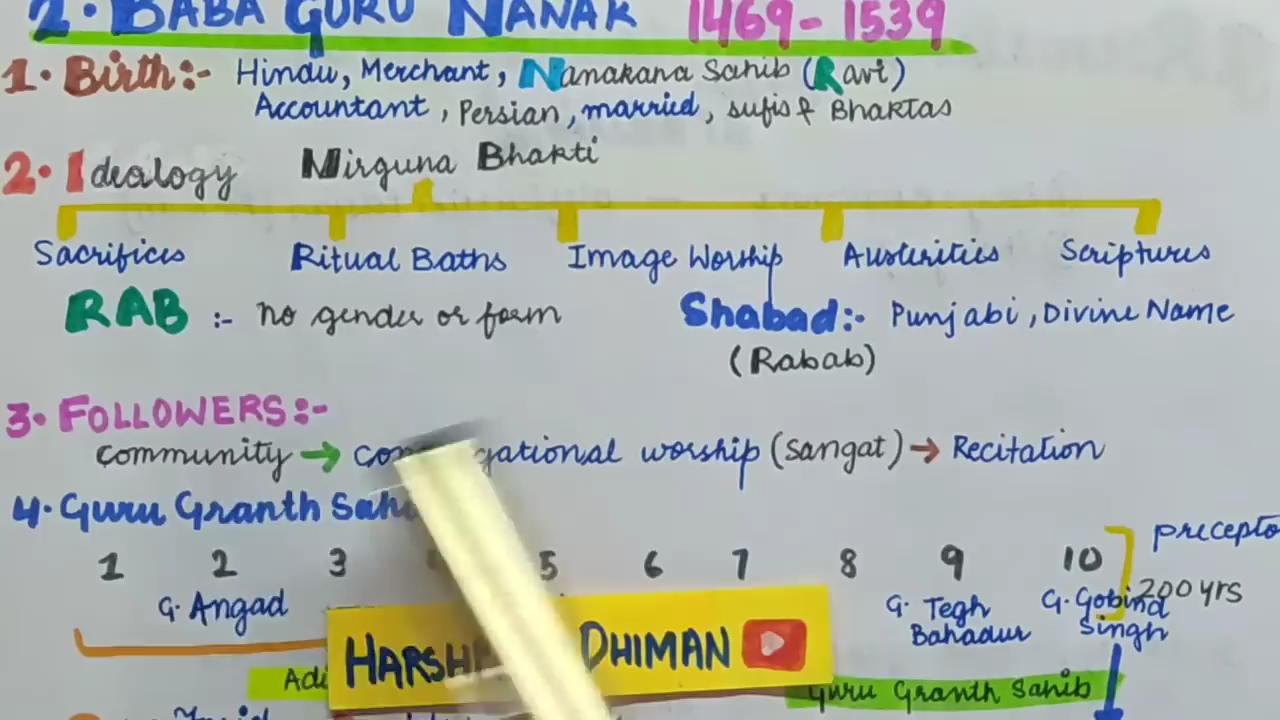 2. BABA GURU NANAK 1469-1539
1. Birth:- Hindu, Merchant, Nanakana Sahib (Ravi)
Accountant, Persian, married, sufis & Bhaktas
2. Idealogy Nirguna Bhakti
Sacrifices Ritual Baths Image Worship Austerities Scriptures
RAB :- no gender or form Shabad:- Punjabi, Divine Name
(Rabab)
3. FOLLOWERS:-
community → worship (sangat) → Recitation
4. Guru Granth
1 2 3 5 6 7 8 9 10
200 yrs
G. Angad G. Tegh Bahadur G. Gobind Singh
DHIMAN
Guru Granth Sahib